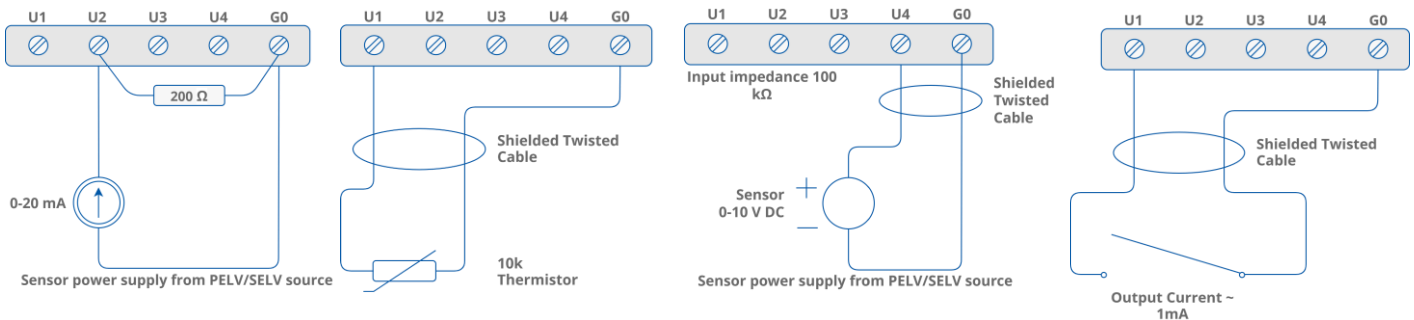 U1 U2 U3 U4 G0
200 Ω
0-20 mA
Sensor power supply from PELV/SELV source
U1 U2 U3 U4 G0
Shielded Twisted
Cable
10k
Thermistor
U1 U2 U3 U4 G0
Input impedance 100
kΩ
Shielded
Twisted
Cable
Sensor
0-10 V DC
+
—
Sensor power supply from PELV/SELV source
U1 U2 U3 U4 G0
Shielded Twisted
Cable
Output Current ~
1mA